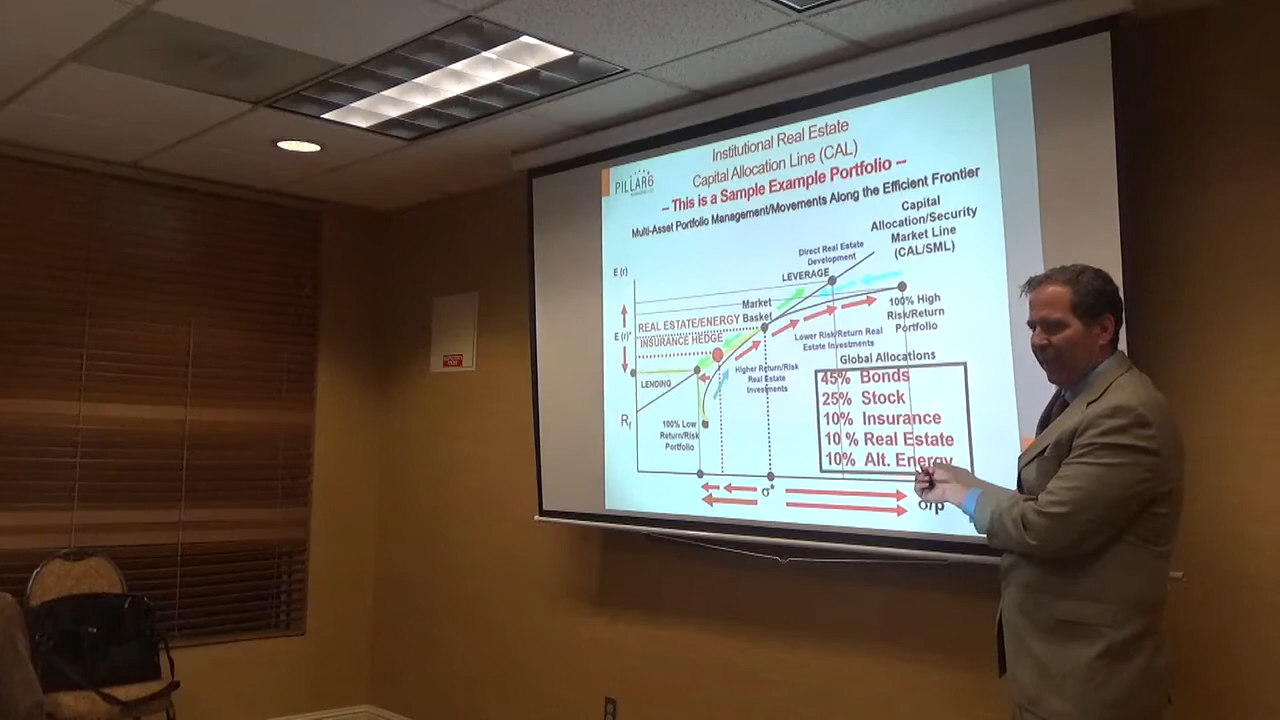 Institutional Real Estate
Capital Allocation Line (CAL)
-- This is a Sample Example Portfolio --
Multi-Asset Portfolio Management/Movements Along the Efficient Frontier
PILLAR6
Capital
Allocation/Security
Market Line
(CAL/SML)
Direct Real Estate
Development
LEVERAGE
E (r)
Market
Basket
REAL ESTATE/ENERGY
E (r)*
INSURANCE HEDGE
100% High
Risk/Return
Portfolio
Lower Risk/Return Real
Estate Investments
Higher Return/Risk
Real Estate
Investments
LENDING
Rf
100% Low
Return/Risk
Portfolio
Global Allocations
45% Bonds
25% Stock
10% Insurance
10 % Real Estate
10% Alt. Energy
σ*
σ/p